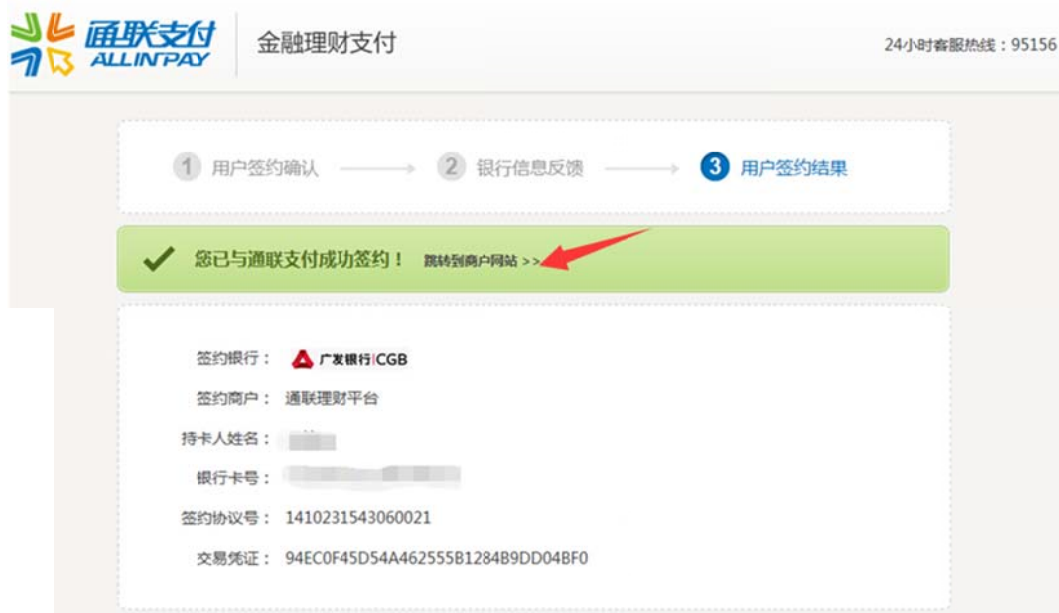 通联支付
ALLINPAY
金融理财支付
24小时客服热线：95156
1 用户签约确认
2 银行信息反馈
3 用户签约结果
您已与通联支付成功签约！ 跳转到商户网站 >>
签约银行： 广发银行|CGB
签约商户： 通联理财平台
持卡人姓名：
银行卡号：
签约协议号： 1410231543060021
交易凭证： 94EC0F45D54A462555B1284B9DD04BF0